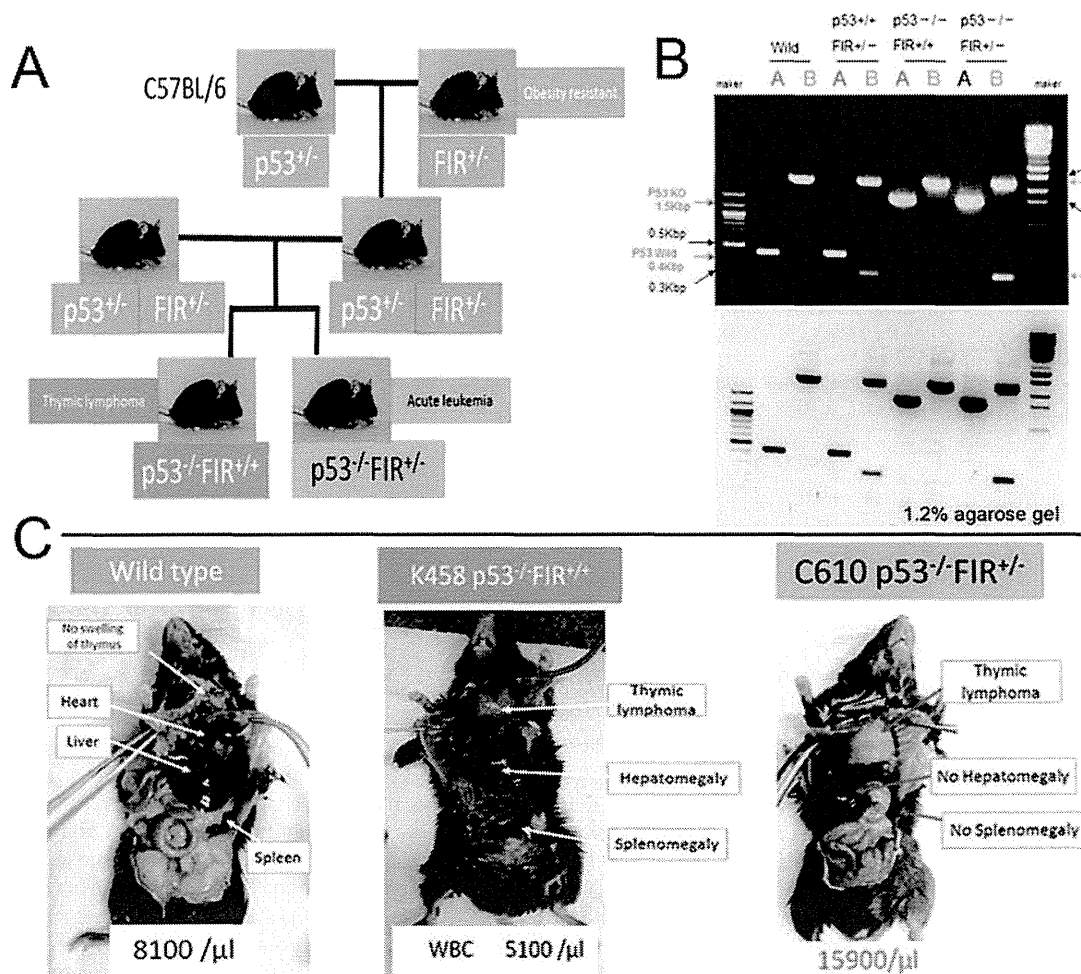 A
C57BL/6
Obesity resistant
p53+/-
FIR+/-
p53+/-
FIR+/-
p53+/-
FIR+/-
Thymic lymphoma
Acute leukemia
p53-/-FIR+/+
p53-/-FIR+/-
B
p53+/+
p53−/−
p53−/−
Wild
FIR+/−
FIR+/+
FIR+/−
maker
A
B
A
B
A
B
A
B
maker
P53 KO
1.5Kbp
0.5Kbp
P53 Wild
0.4Kbp
0.3Kbp
1.2% agarose gel
C
Wild type
No swelling
of thymus
Heart
Liver
Spleen
8100 /μl
K458 p53-/-FIR+/+
Thymic
lymphoma
Hepatomegaly
Splenomegaly
WBC 5100 /μl
C610 p53-/-FIR+/-
Thymic
lymphoma
No Hepatomegaly
No Splenomegaly
15900/μl